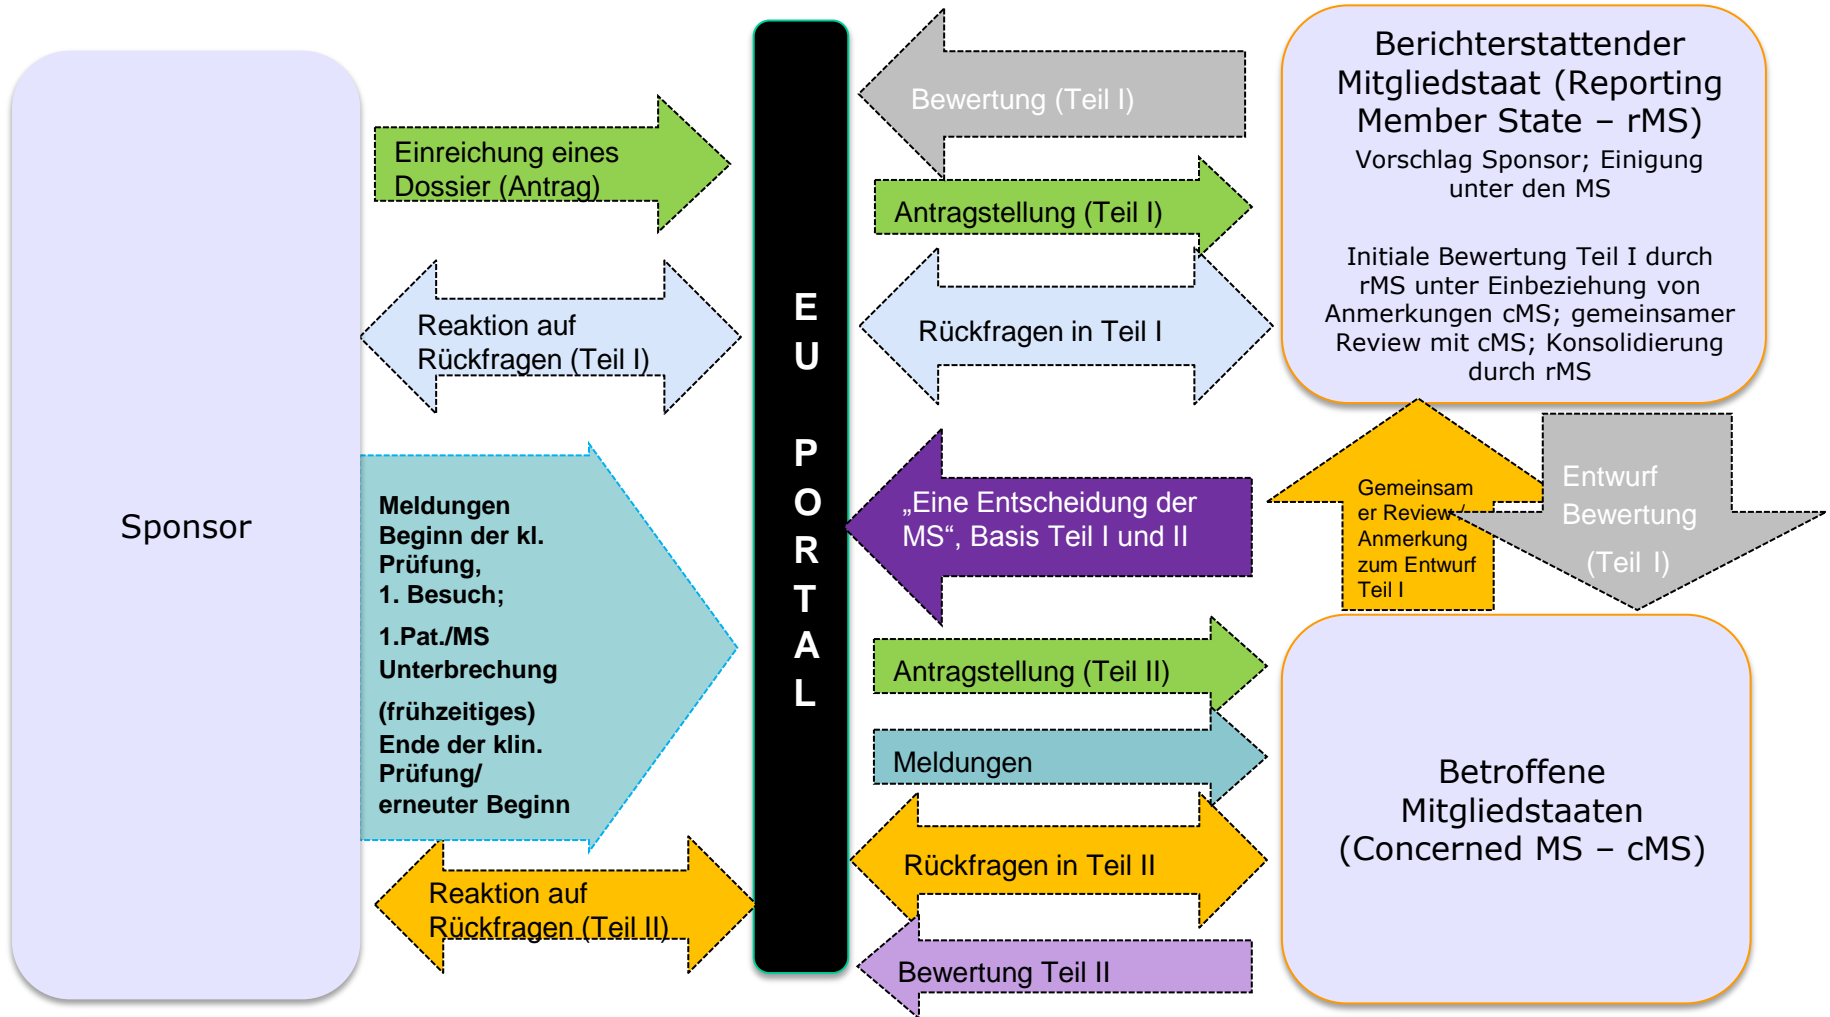 Sponsor
Einreichung eines
Dossier (Antrag)
Reaktion auf
Rückfragen (Teil I)
Meldungen
Beginn der kl.
Prüfung,
1. Besuch;
1.Pat./MS
Unterbrechung
(frühzeitiges)
Ende der klin.
Prüfung/
erneuter Beginn
Reaktion auf
Rückfragen (Teil II)
E
U
P
O
R
T
A
L
Bewertung (Teil I)
Antragstellung (Teil I)
Rückfragen in Teil I
„Eine Entscheidung der
MS“, Basis Teil I und II
Antragstellung (Teil II)
Meldungen
Rückfragen in Teil II
Bewertung Teil II
Berichterstattender
Mitgliedstaat (Reporting
Member State – rMS)
Vorschlag Sponsor; Einigung
unter den MS
Initiale Bewertung Teil I durch
rMS unter Einbeziehung von
Anmerkungen cMS; gemeinsamer
Review mit cMS; Konsolidierung
durch rMS
Gemeinsam
er Review /
Anmerkung
zum Entwurf
Teil I
Entwurf
Bewertung
(Teil I)
Betroffene
Mitgliedstaaten
(Concerned MS – cMS)